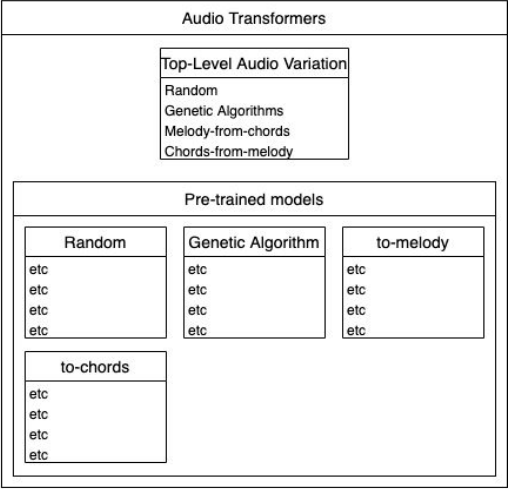 Audio Transformers
Top-Level Audio Variation
Random
Genetic Algorithms
Melody-from-chords
Chords-from-melody
Pre-trained models
Random
etc
etc
etc
etc
Genetic Algorithm
etc
etc
etc
etc
to-melody
etc
etc
etc
etc
to-chords
etc
etc
etc
etc